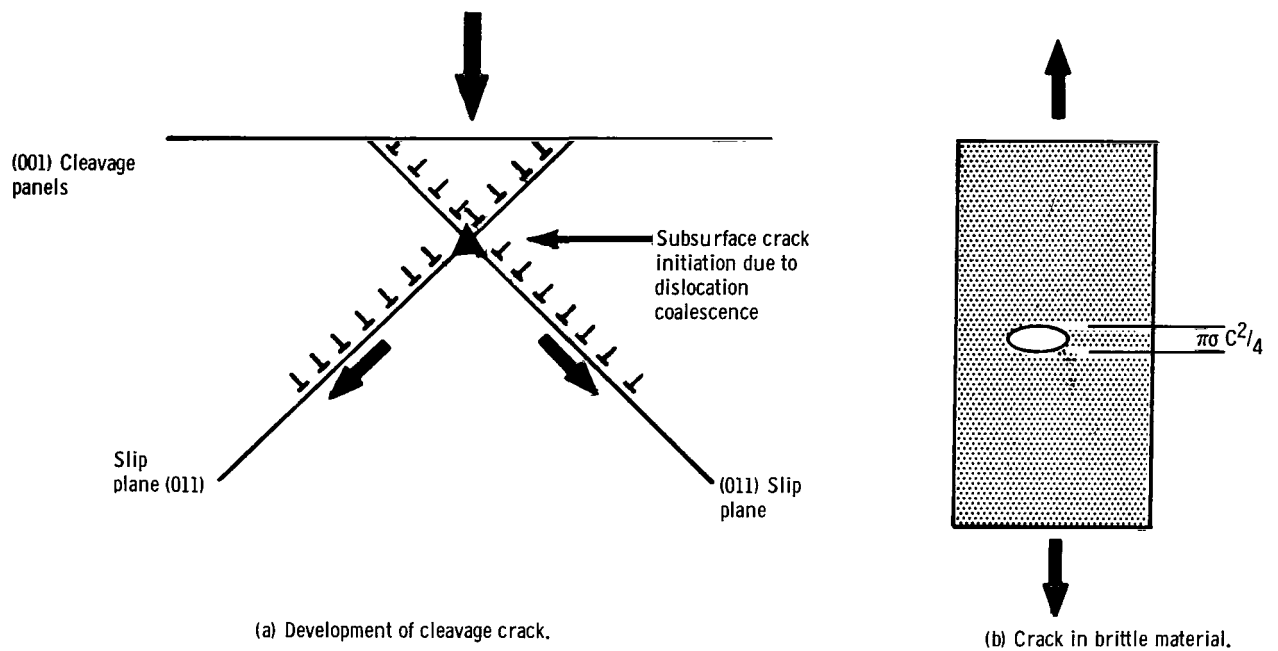 (001) Cleavage
panels
Subsurface crack
initiation due to
dislocation
coalescence
Slip
plane (011)
(011) Slip
plane
(a) Development of cleavage crack.
πσ C²/4
(b) Crack in brittle material.